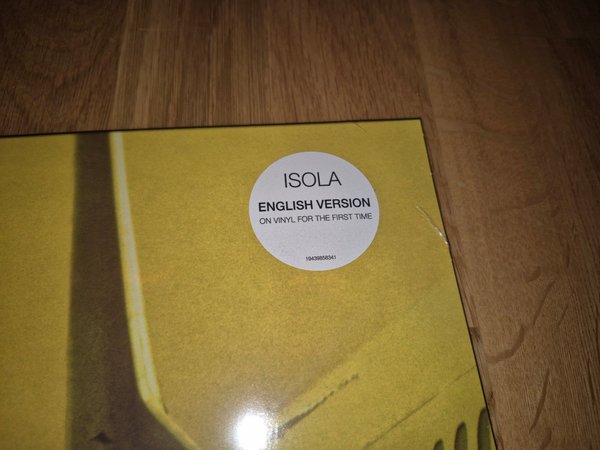 ISOLA
ENGLISH VERSION
ON VINYL FOR THE FIRST TIME
19439858341